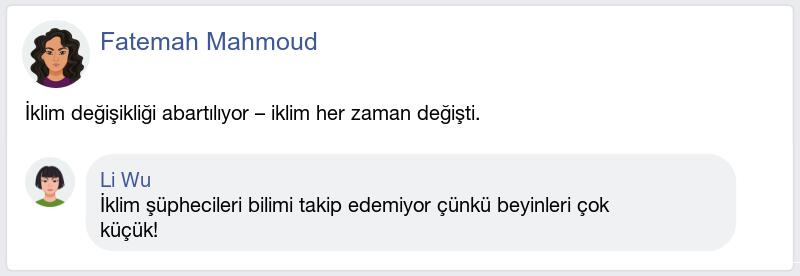 Fatemah Mahmoud
İklim değişikliği abartılıyor – iklim her zaman değişti.
Li Wu
İklim şüphecileri bilimi takip edemiyor çünkü beyinleri çok
küçük!